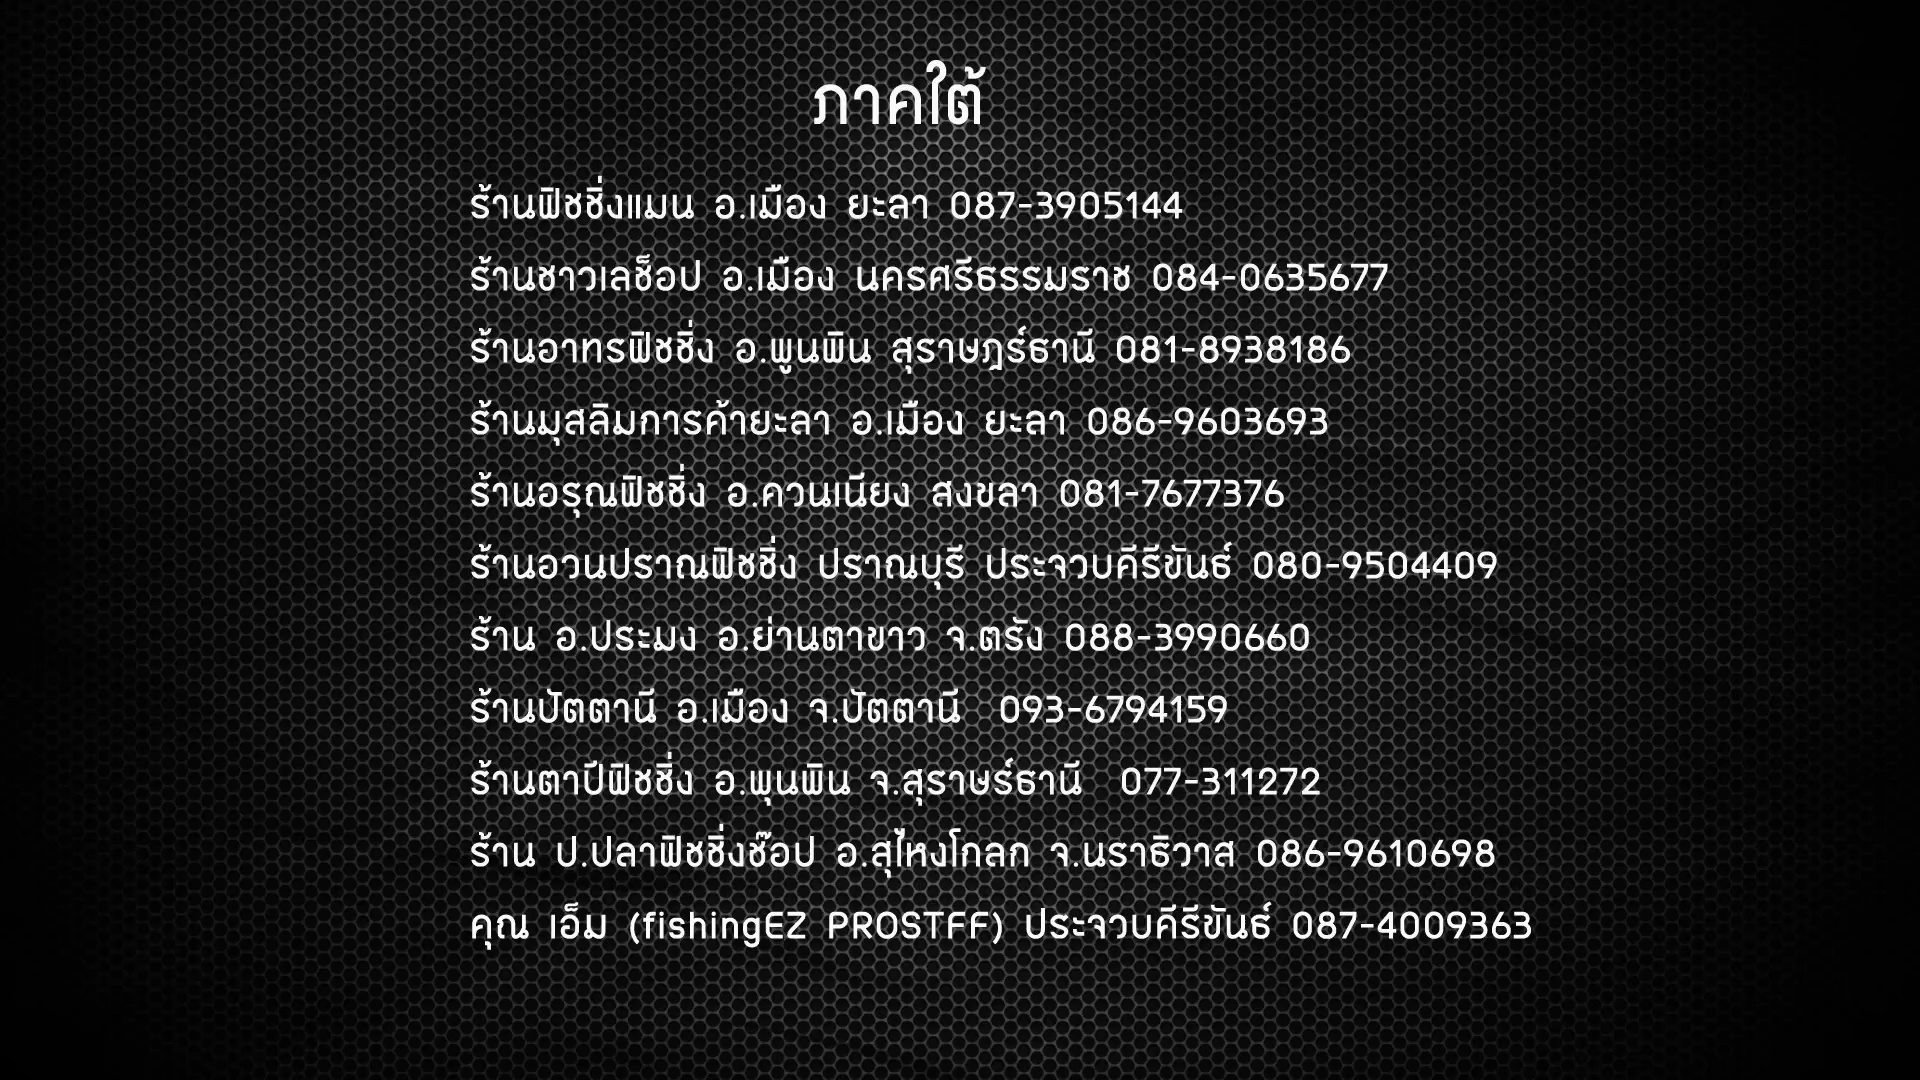 ภาคใต้
ร้านฟิชชิ่งแมน อ.เมือง ยะลา 087-3905144
ร้านชาวเลช็อป อ.เมือง นครศรีธรรมราช 084-0635677
ร้านอาทรฟิชชิ่ง อ.พูนพิน สุราษฎร์ธานี 081-8938186
ร้านมุสลิมการค้ายะลา อ.เมือง ยะลา 086-9603693
ร้านอรุณฟิชชิ่ง อ.ควนเนียง สงขลา 081-7677376
ร้านอวนปราณฟิชชิ่ง ปราณบุรี ประจวบคีรีขันธ์ 080-9504409
ร้าน อ.ประมง อ.ย่านตาขาว จ.ตรัง 088-3990660
ร้านปัตตานี อ.เมือง จ.ปัตตานี 093-6794159
ร้านตาปีฟิชชิ่ง อ.พุนพิน จ.สุราษร์ธานี 077-311272
ร้าน ป.ปลาฟิชชิ่งช๊อป อ.สุไหงโกลก จ.นราธิวาส 086-9610698
คุณ เอ็ม (fishingEZ PROSTFF) ประจวบคีรีขันธ์ 087-4009363